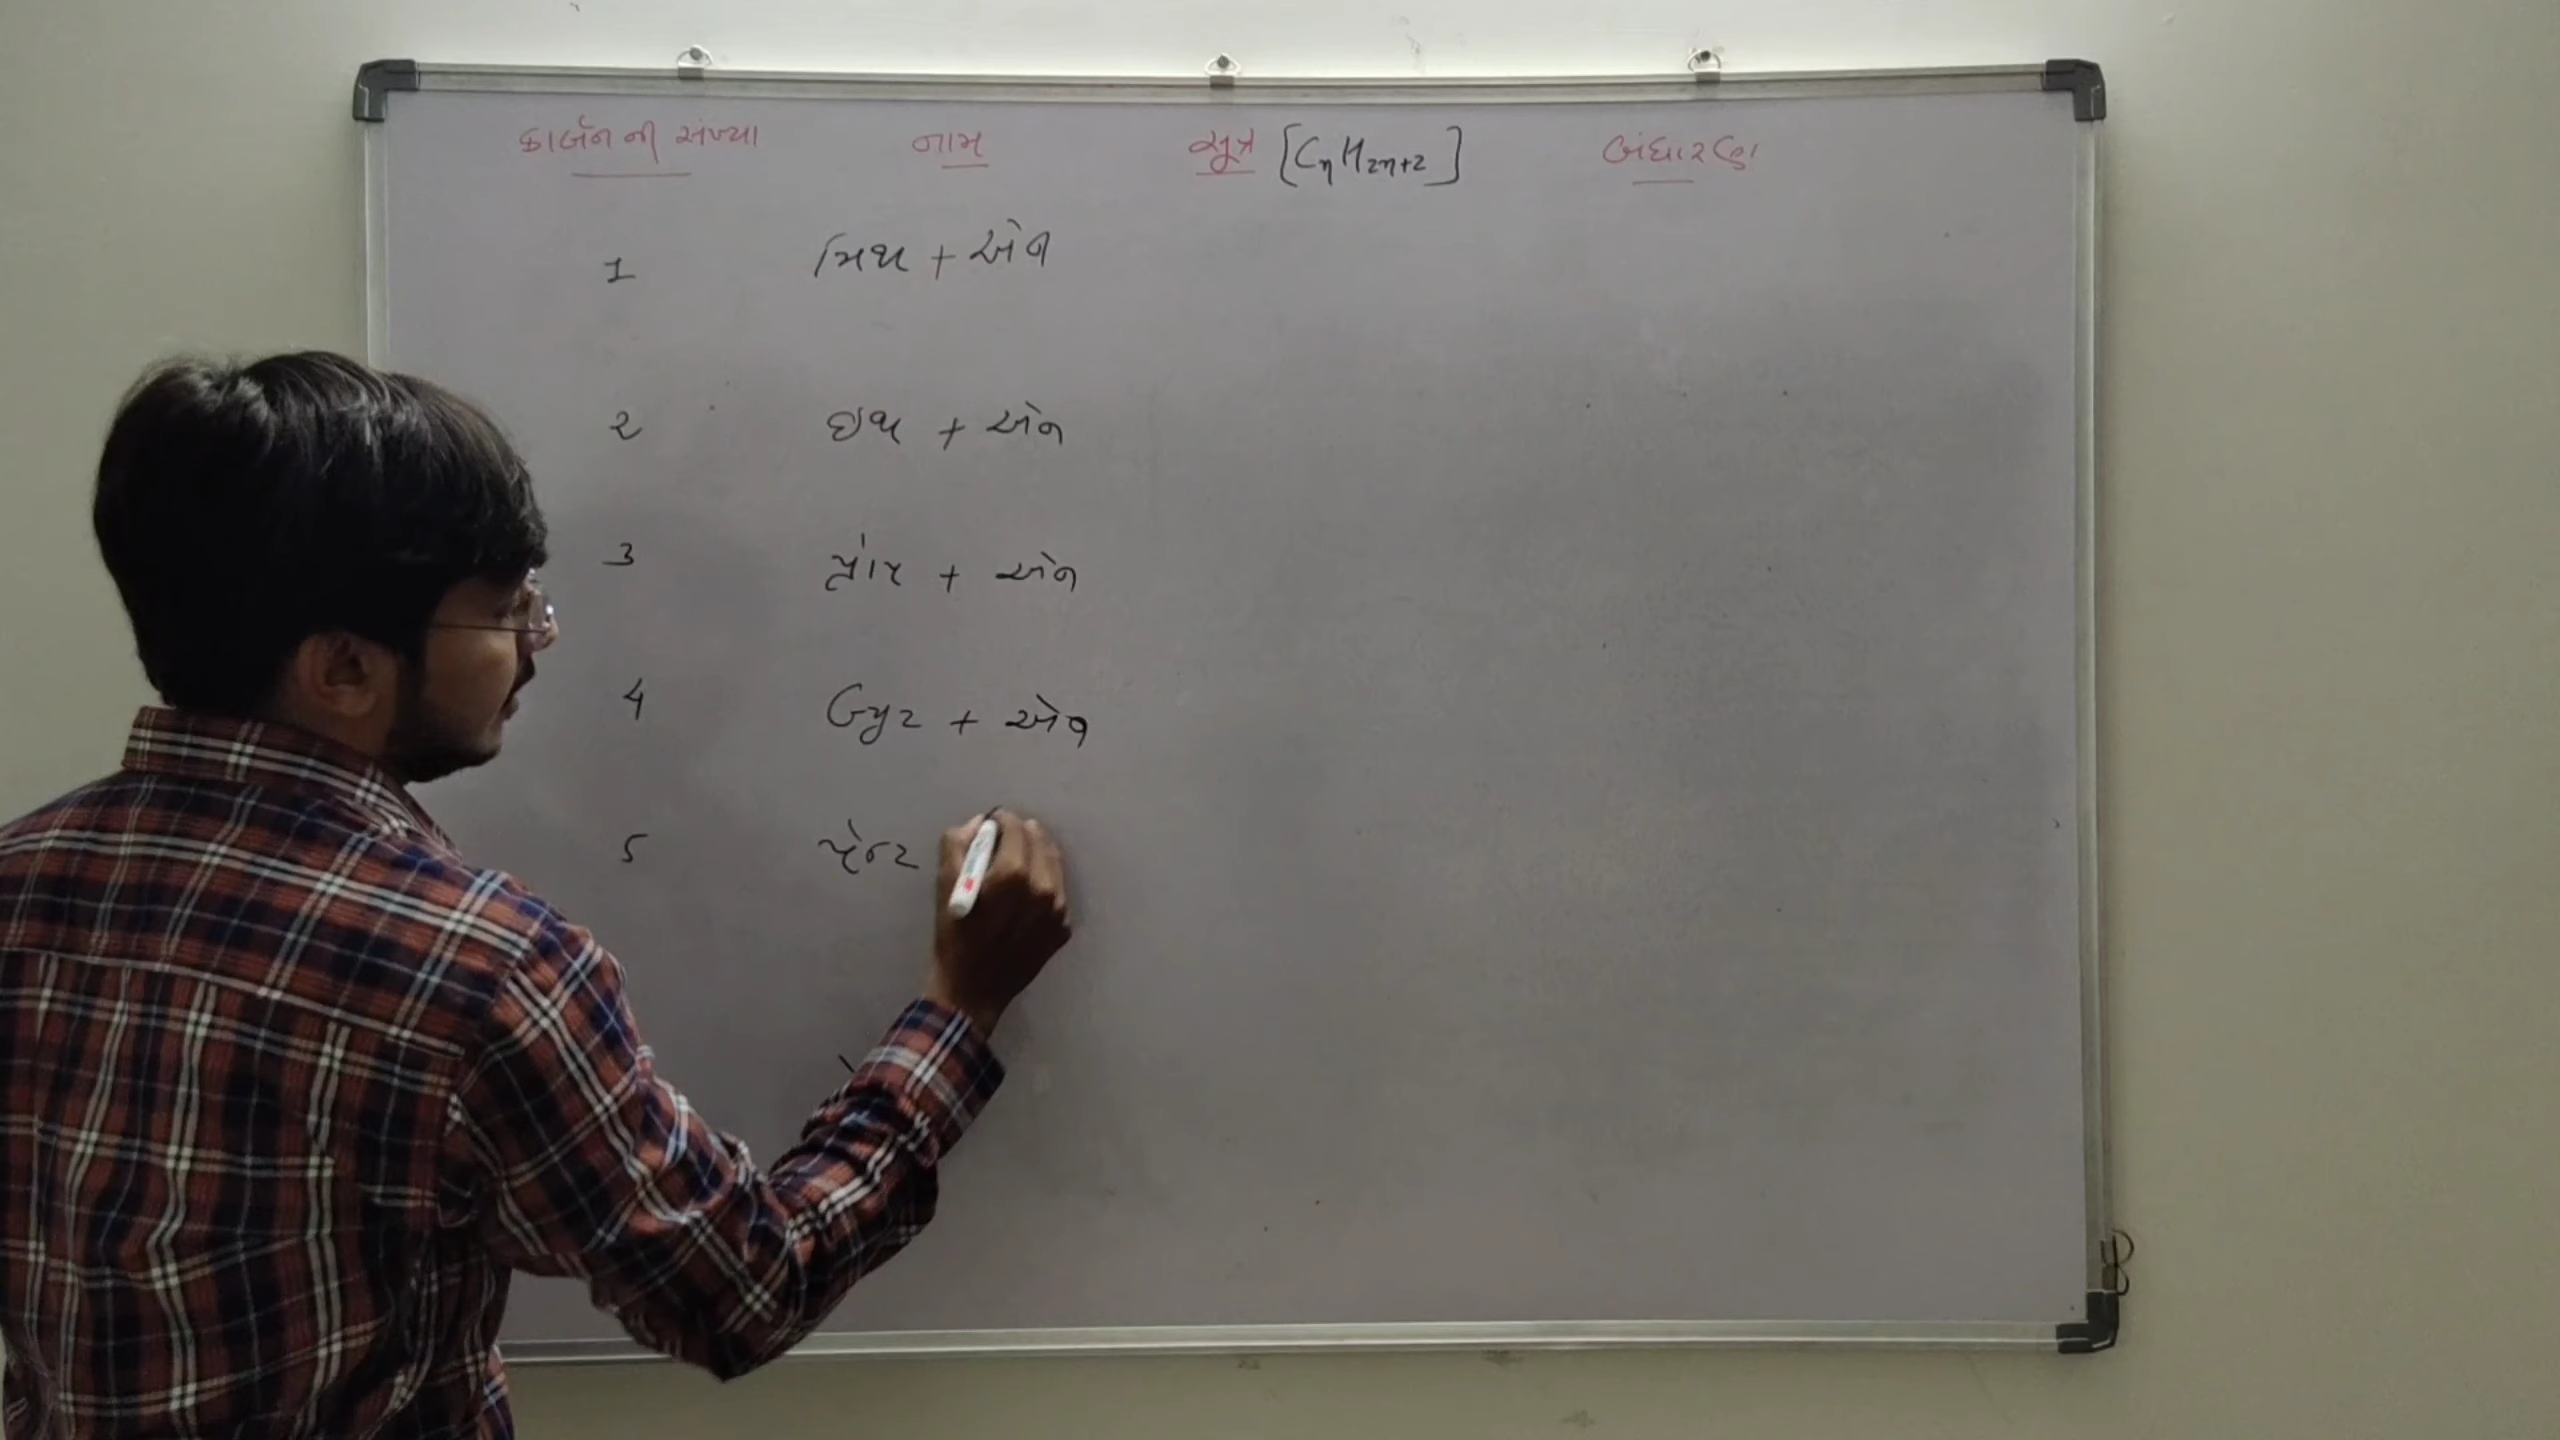 કાર્બન ની સંખ્યા નામ સૂત્ર [CnH2n+2] બંધારણ
1 મિથ + એન
2 ઇથ + એન
3 પ્રોપ + એન
4 બ્યુટ + એન
5 પેન્ટ